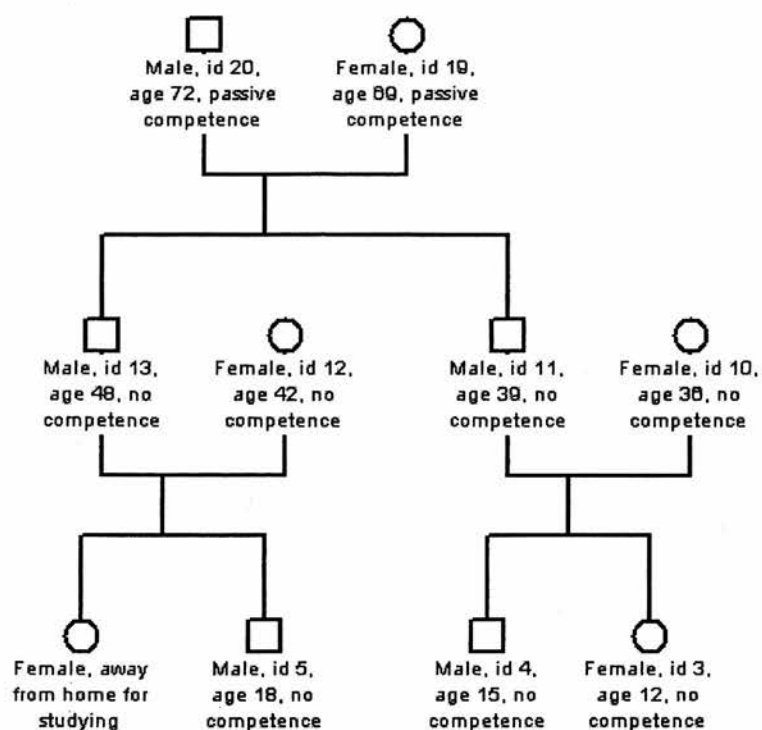 Male, id 20,
age 72, passive
competence
Female, id 19,
age passive
competence
Male, id 13,
age 48, no
competence
Female, id 12,
age 42, no
competence
Male, id 11,
age 39, no
competence
Female, id 10,
age no
competence
Female, away
from home for
studying
Male, id 5,
age 18, no
competence
Male, id 4,
age 15, no
competence
Female, id 3,
age 12, no
competence